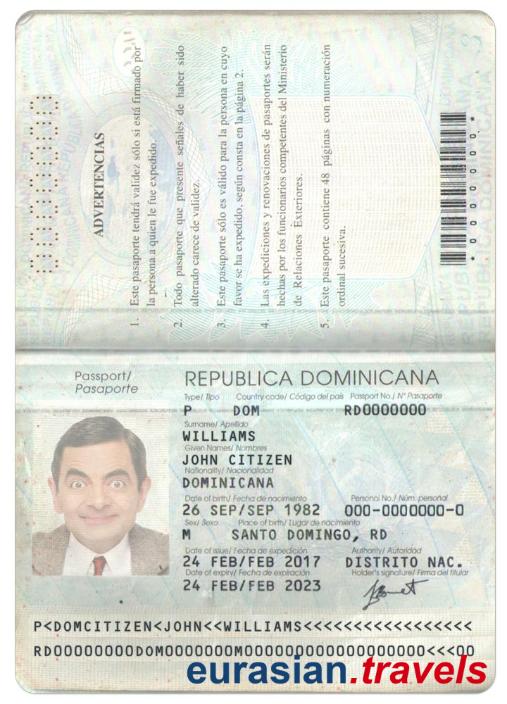 ADVERTENCIAS
1. Este pasaporte tendrá validez sólo si está firmado por
la persona a quien le fue expedido.
2. Todo pasaporte que presente señales de haber sido
alterado carece de validez.
3. Este pasaporte sólo es válido para la persona en cuyo
favor se ha expedido, según consta en la página 2.
4. Las expediciones y renovaciones de pasaportes serán
hechas por los funcionarios competentes del Ministerio
de Relaciones Exteriores.
5. Este pasaporte contiene 48 páginas con numeración
ordinal sucesiva.
Passport/
Pasaporte
REPUBLICA DOMINICANA
Type/ Tipo Country code/ Código del país Passport No./ Nº Pasaporte
P DOM RD0000000
Surname/ Apellido
WILLIAMS
Given Names/ Nombres
JOHN CITIZEN
Nationality/ Nacionalidad
DOMINICANA
Date of birth/ Fecha de nacimiento Personal No./ Núm. personal
26 SEP/SEP 1982 000-0000000-0
Sex/ Sexo Place of birth/ Lugar de nacimiento
M SANTO DOMINGO, RD
Date of issue/ Fecha de expedición Authority/ Autoridad
24 FEB/FEB 2017 DISTRITO NAC.
Date of expiry/ Fecha de expiración Holder's signature/ Firma del titular
24 FEB/FEB 2023
P<DOMCITIZEN<JOHN<<WILLIAMS<<<<<<<<<<<<<<<<<
RD00000000DOM0000000M00000000000000000000<<<00
eurasian.travels